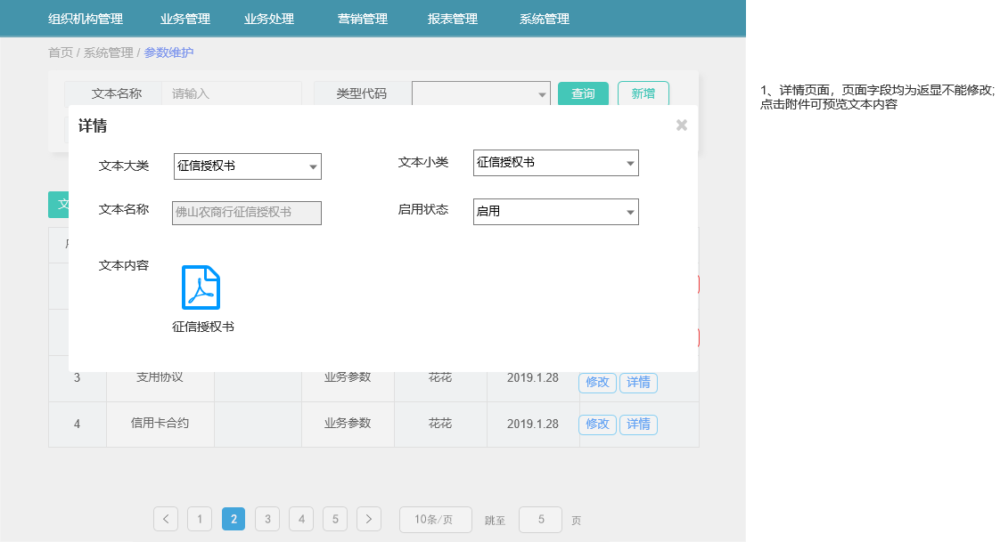 组织机构管理 业务管理 业务处理 营销管理 报表管理 系统管理
首页 / 系统管理 / 参数维护
文本名称 请输入 类型代码 查询 新增
1、详情页面，页面字段均为返显不能修改;
点击附件可预览文本内容
详情
文本大类 征信授权书 文本小类 征信授权书
文本名称 佛山农商行征信授权书 启用状态 启用
文
文本内容
征信授权书
3 支用协议 业务参数 花花 2019.1.28 修改 详情
4 信用卡合约 业务参数 花花 2019.1.28 修改 详情
1 2 3 4 5 10条/页 跳至 5 页